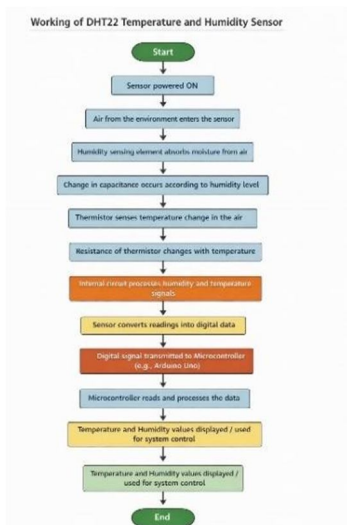 Working of DHT22 Temperature and Humidity Sensor
Start
Sensor powered ON
Air from the environment enters the sensor
Humidity sensing element absorbs moisture from air
Change in capacitance occurs according to humidity level
Thermistor senses temperature change in the air
Resistance of thermistor changes with temperature
Internal circuit processes humidity and temperature
signals
Sensor converts readings into digital data
Digital signal transmitted to Microcontroller
(e.g., Arduino Uno)
Microcontroller reads and processes the data
Temperature and Humidity values displayed / used
for system control
Temperature and Humidity values displayed /
used for system control
End